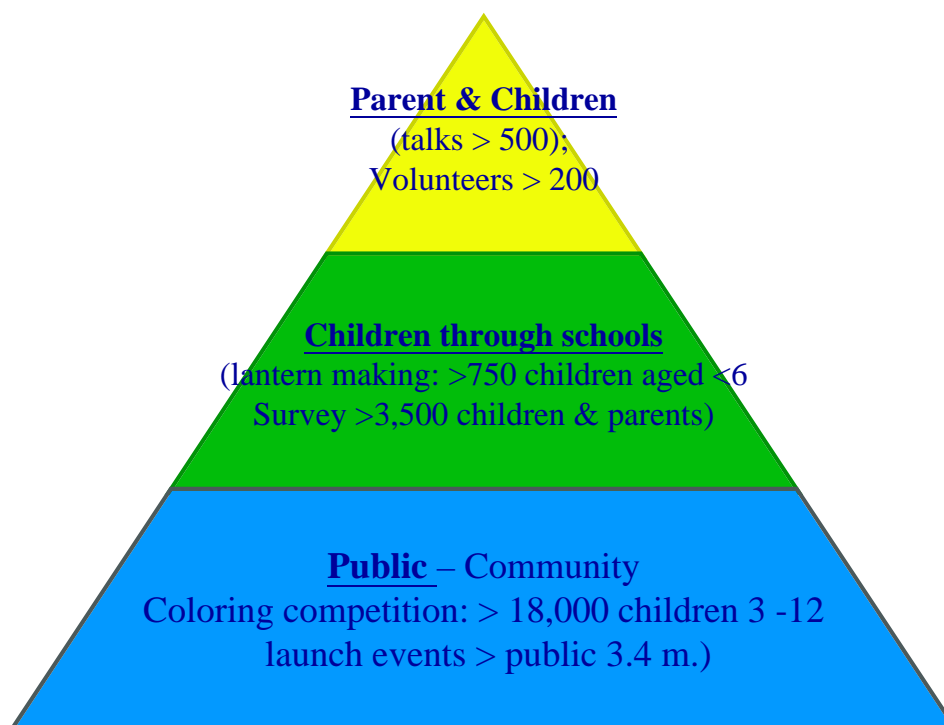 Parent & Children
(talks > 500);
Volunteers > 200
Children through schools
(lantern making: >750 children aged <6
Survey >3,500 children & parents)
Public – Community
Coloring competition: > 18,000 children 3 -12
launch events > public 3.4 m.)